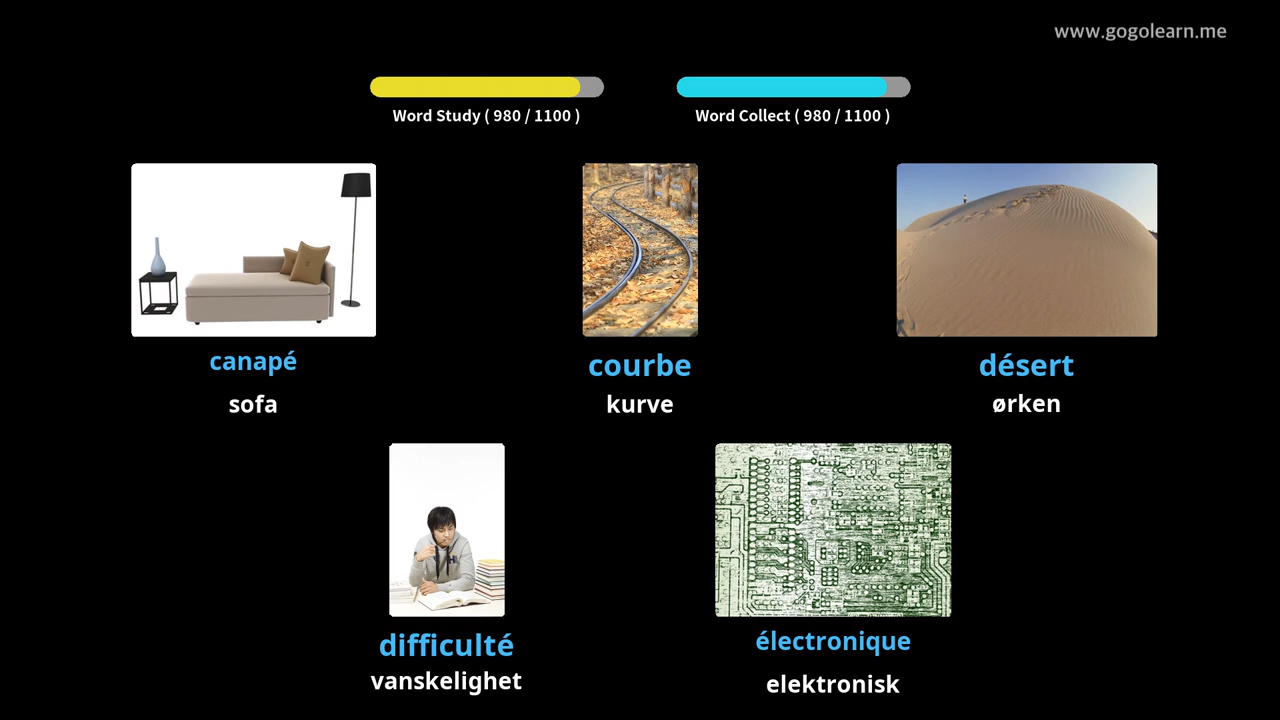 www.gogolearn.me
Word Study ( 980 / 1100 )
Word Collect ( 980 / 1100 )
canapé
sofa
courbe
kurve
désert
ørken
difficulté
vanskelighet
électronique
elektronisk